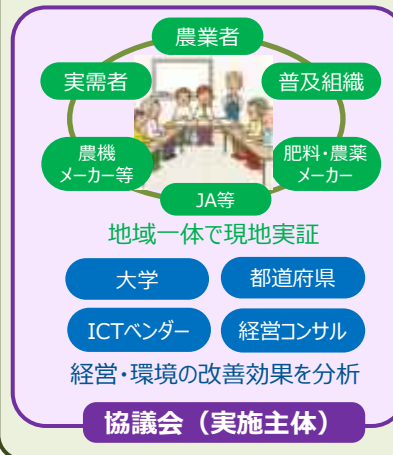 農業者
実需者
普及組織
農機
メーカー等
肥料・農薬
メーカー
JA等
地域一体で現地実証
大学
都道府県
ICTベンダー
経営コンサル
経営・環境の改善効果を分析
協議会（実施主体）